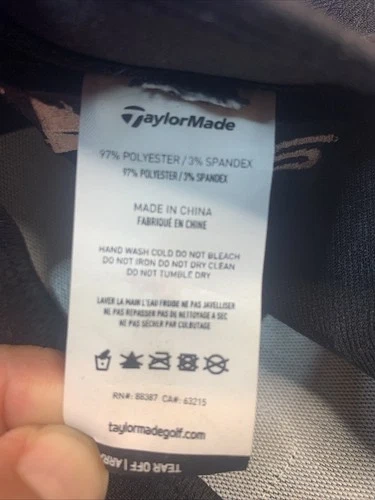 TaylorMade
97% POLYESTER / 3% SPANDEX
97% POLYESTER / 3% SPANDEX
MADE IN CHINA
FABRIQUÉ EN CHINE
HAND WASH COLD DO NOT BLEACH
DO NOT IRON DO NOT DRY CLEAN
DO NOT TUMBLE DRY
LAVER LA MAIN L'EAU FROIDE NE PAS JAVELLISER
NE PAS REPASSER PAS DU NETTOYAGE A SEC
NE PAS SÉCHER PAR CULBUTAGE
RN#: 88387 CA#: 63215
taylormadegolf.com
TEAR OFF | ARR